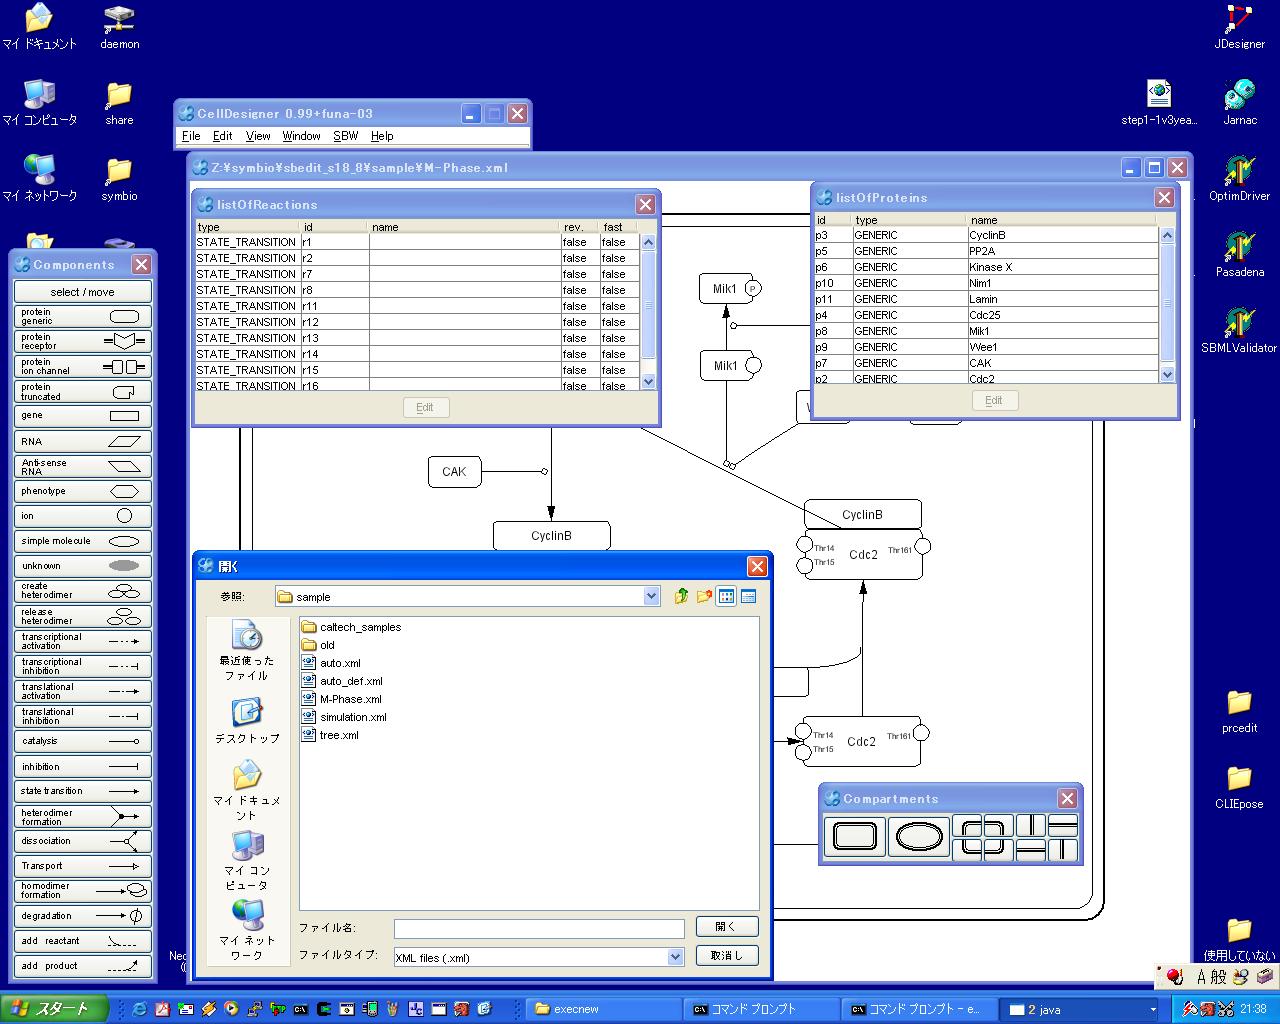 マイ ドキュメント
daemon
マイ コンピュータ
share
マイ ネットワーク
symbio
JDesigner
step1-1v3yea...
Jarnac
OptimDriver
Pasadena
SBMLValidator
prcedit
CLIEpose
使用していない
CellDesigner 0.99+funa-03
File Edit View Window SBW Help
Z:¥symbio¥sbedit_s18_8¥sample¥M-Phase.xml
listOfReactions
type id name rev. fast
STATE_TRANSITION r1 false false
STATE_TRANSITION r2 false false
STATE_TRANSITION r7 false false
STATE_TRANSITION r8 false false
STATE_TRANSITION r11 false false
STATE_TRANSITION r12 false false
STATE_TRANSITION r13 false false
STATE_TRANSITION r14 false false
STATE_TRANSITION r15 false false
STATE_TRANSITION r16 false false
Edit
listOfProteins
id type name
p3 GENERIC CyclinB
p5 GENERIC PP2A
p6 GENERIC Kinase X
p10 GENERIC Nim1
p11 GENERIC Lamin
p4 GENERIC Cdc25
p8 GENERIC Mik1
p9 GENERIC Wee1
p7 GENERIC CAK
p2 GENERIC Cdc2
Edit
Components
select / move
protein generic
protein receptor
protein ion channel
protein truncated
gene
RNA
Anti-sense RNA
phenotype
ion
simple molecule
unknown
create heterodimer
release heterodimer
transcriptional activation
transcriptional inhibition
translational activation
translational inhibition
catalysis
inhibition
state transition
heterodimer formation
dissociation
Transport
homodimer formation
degradation
add reactant
add product
Mik1 P
Mik1
CAK
CyclinB
CyclinB
Thr14
Thr15
Cdc2
Thr161
Thr14
Thr15
Cdc2
Thr161
Compartments
開く
参照:
sample
最近使ったファイル
デスクトップ
マイ ドキュメント
マイ コンピュータ
マイ ネットワーク
caltech_samples
old
auto.xml
auto_def.xml
M-Phase.xml
simulation.xml
tree.xml
ファイル名:
開く
ファイルタイプ:
XML files (.xml)
取消し
A 般
スタート
execnew
コマンド プロンプト
コマンド プロンプト - e...
2 java
21:38